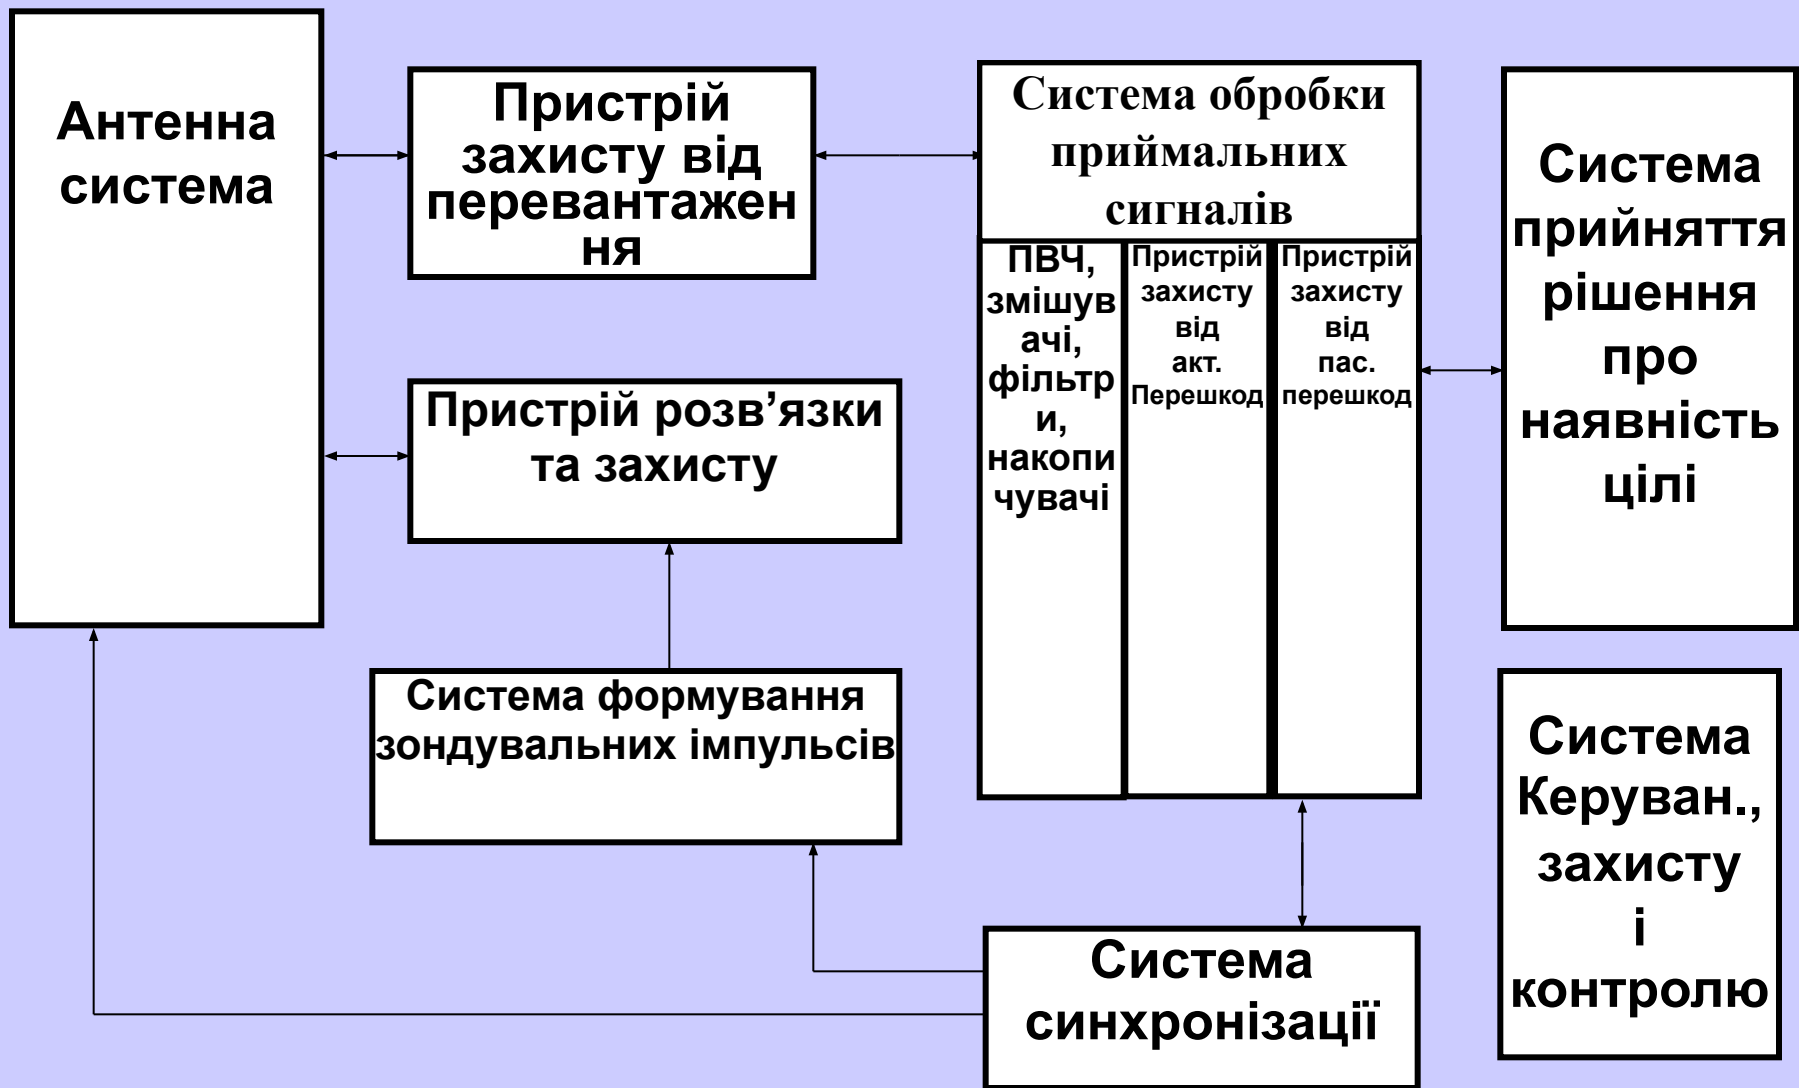 Антенна
система
Пристрій
захисту від
перевантажен
ня
Система обробки
приймальних
сигналів
ПВЧ,
змішув
ачі,
фільтр
и,
накопи
чувачі
Пристрій
захисту
від
акт.
Перешкод
Пристрій
захисту
від
пас.
перешкод
Система
прийняття
рішення
про
наявність
цілі
Пристрій розв’язки
та захисту
Система формування
зондувальних імпульсів
Система
синхронізації
Система
Керуван.,
захисту
і
контролю